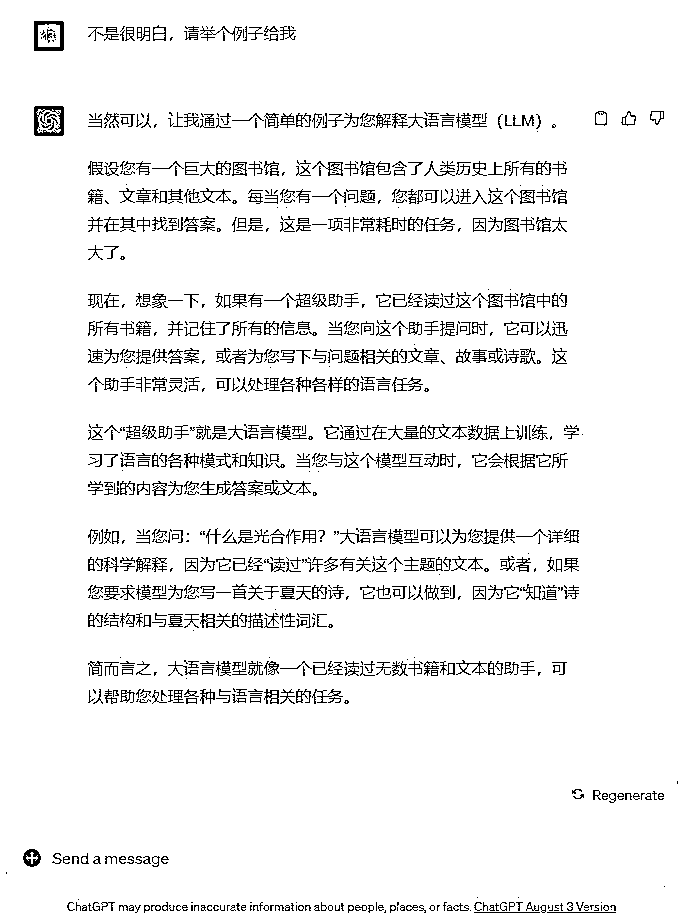 不是很明白，请举个例子给我
当然可以，让我通过一个简单的例子为您解释大语言模型（LLM）。
假设您有一个巨大的图书馆，这个图书馆包含了人类历史上所有的书
籍、文章和其他文本。每当您有一个问题，您都可以进入这个图书馆
并在其中找到答案。但是，这是一项非常耗时的任务，因为图书馆太
大了。
现在，想象一下，如果有一个超级助手，它已经读过这个图书馆中的
所有书籍，并记住了所有的信息。当您向这个助手提问时，它可以迅
速为您提供答案，或者为您写下与问题相关的文章、故事或诗歌。这
个助手非常灵活，可以处理各种各样的语言任务。
这个“超级助手”就是大语言模型。它通过在大量的文本数据上训练，学
习了语言的各种模式和知识。当您与这个模型互动时，它会根据它所
学到的内容为您生成答案或文本。
例如，当您问：“什么是光合作用？”大语言模型可以为您提供一个详细
的科学解释，因为它已经“读过”许多有关这个主题的文本。或者，如果
您要求模型为您写一首关于夏天的诗，它也可以做到，因为它“知道”诗
的结构和与夏天相关的描述性词汇。
简而言之，大语言模型就像一个已经读过无数书籍和文本的助手，可
以帮助您处理各种与语言相关的任务。
Regenerate
Send a message
ChatGPT may produce inaccurate information about people, places, or facts. ChatGPT August 3 Version